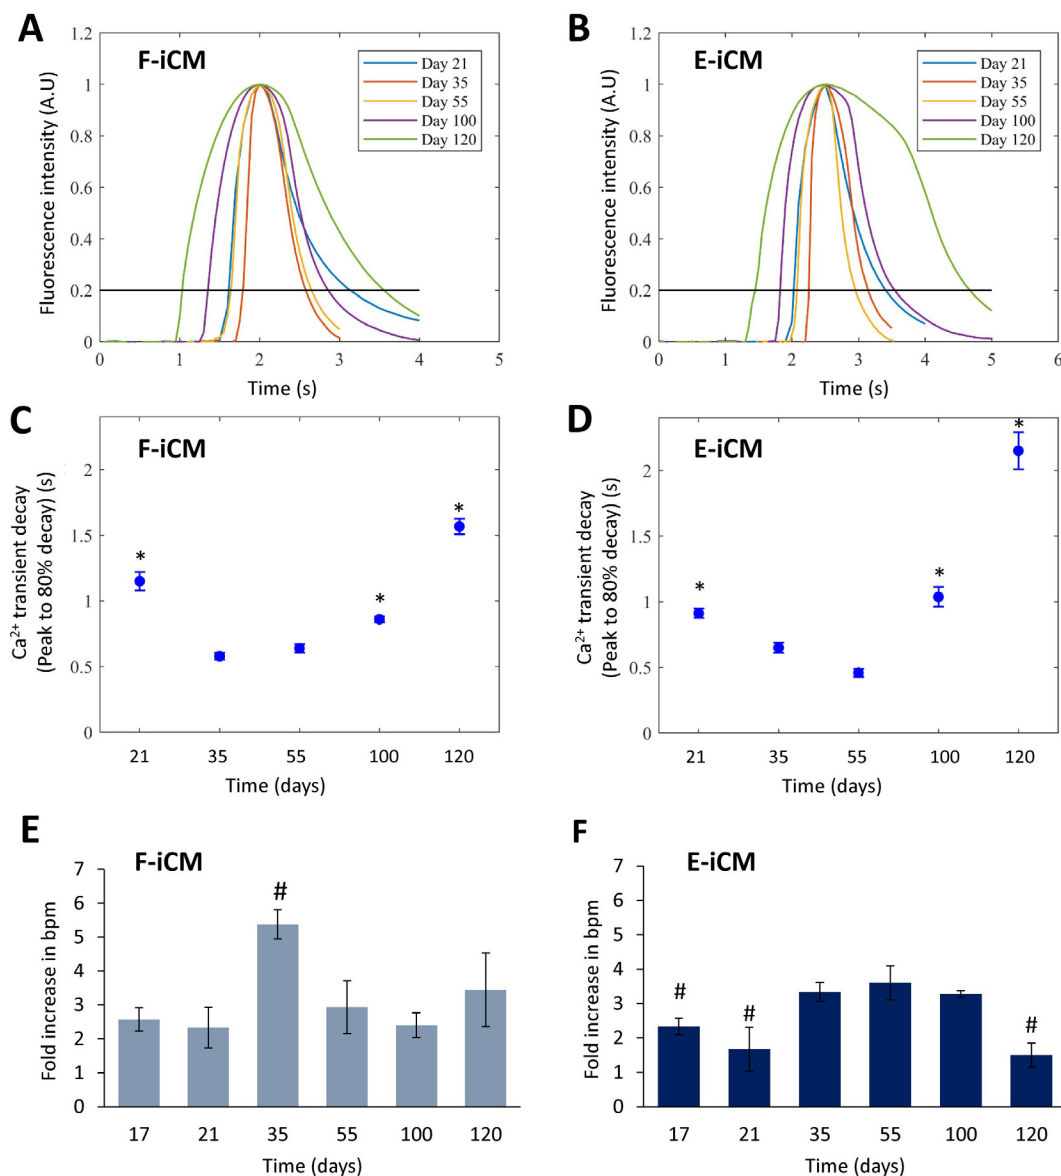 A
F-iCM
1.2
1
0.8
0.6
0.4
0.2
0
Fluorescence intensity (A.U)
Day 21
Day 35
Day 55
Day 100
Day 120
0 1 2 3 4 5
Time (s)
B
E-iCM
1.2
1
0.8
0.6
0.4
0.2
0
Fluorescence intensity (A.U)
Day 21
Day 35
Day 55
Day 100
Day 120
0 1 2 3 4 5 6
Time (s)
C
F-iCM
Ca²⁺ transient decay
(Peak to 80% decay) (s)
2
1.5
1
0.5
0
* * *
21 35 55 100 120
Time (days)
D
E-iCM
Ca²⁺ transient decay
(Peak to 80% decay) (s)
2
1.5
1
0.5
0
* * *
21 35 55 100 120
Time (days)
E
F-iCM
Fold increase in bpm
7
6
5
4
3
2
1
0
#
17 21 35 55 100 120
Time (days)
F
E-iCM
Fold increase in bpm
7
6
5
4
3
2
1
0
# # #
17 21 35 55 100 120
Time (days)